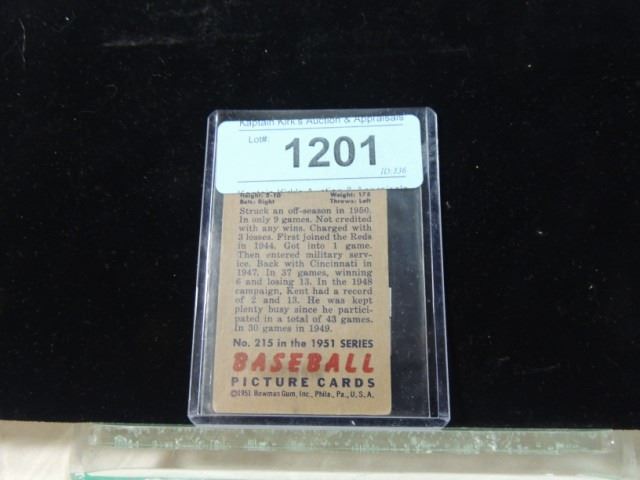 Kaptain Kirk's Auction & Appraisals
Lot#:
1201
ID:336
Height: 5-10 Weight: 175
Bats: Right Throws: Left
Struck an off-season in 1950.
In only 9 games. Not credited
with any wins. Charged with
3 losses. First joined the Reds
in 1944. Got into 1 game.
Then entered military serv-
ice. Back with Cincinnati in
1947. In 37 games, winning
6 and losing 13. In the 1948
campaign, Kent had a record
of 2 and 13. He was kept
plenty busy since he partici-
pated in a total of 43 games.
In 30 games in 1949.
No. 215 in the 1951 SERIES
BASEBALL
PICTURE CARDS
©1951 Bowman Gum, Inc., Phila., Pa., U.S.A.